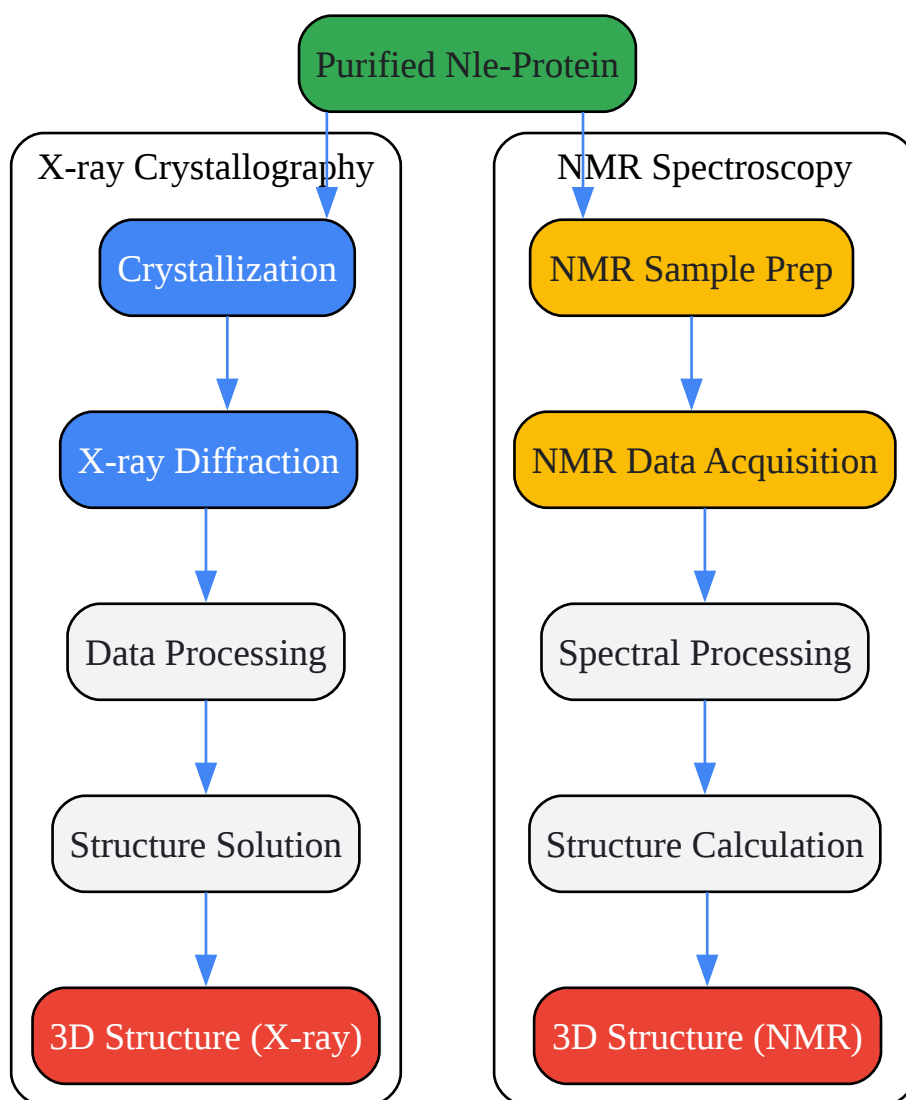 Purified Nle-Protein
X-ray Crystallography
Crystallization
X-ray Diffraction
Data Processing
Structure Solution
3D Structure (X-ray)
NMR Spectroscopy
NMR Sample Prep
NMR Data Acquisition
Spectral Processing
Structure Calculation
3D Structure (NMR)